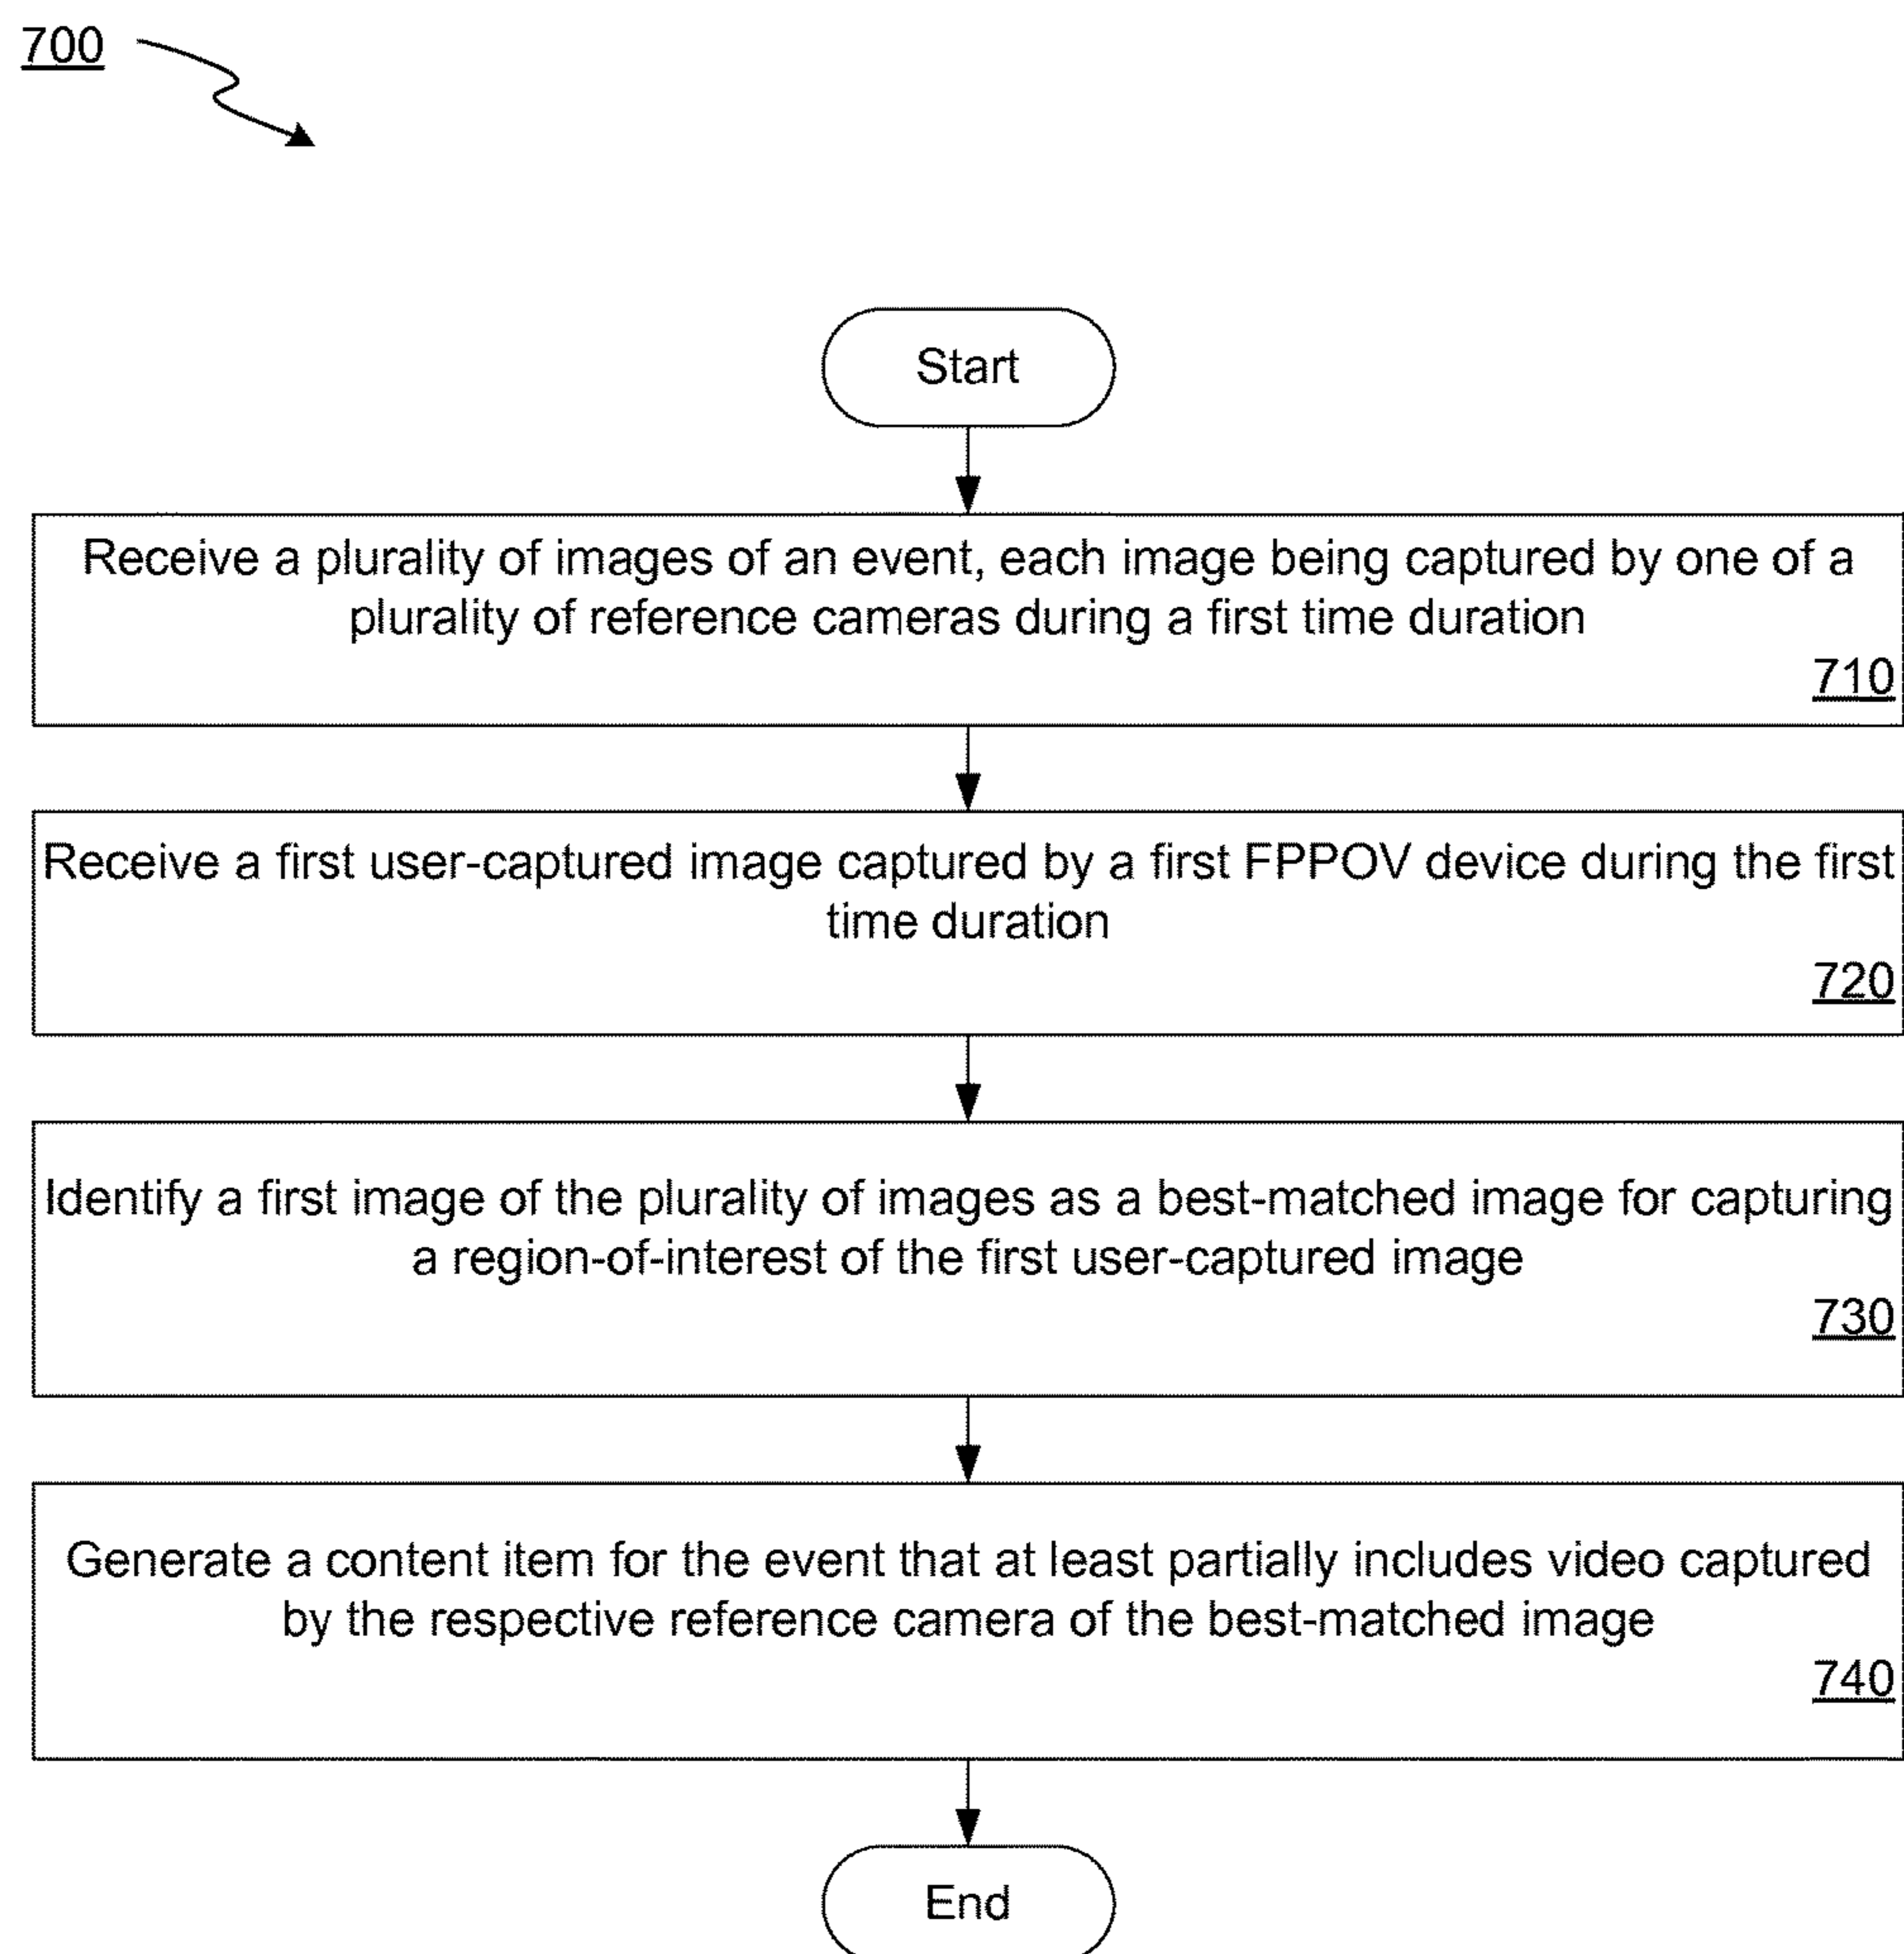 700
Start
Receive a plurality of images of an event, each image being captured by one of a
plurality of reference cameras during a first time duration
710
Receive a first user-captured image captured by a first FPPOV device during the first
time duration
720
Identify a first image of the plurality of images as a best-matched image for capturing
a region-of-interest of the first user-captured image
730
Generate a content item for the event that at least partially includes video captured
by the respective reference camera of the best-matched image
740
End